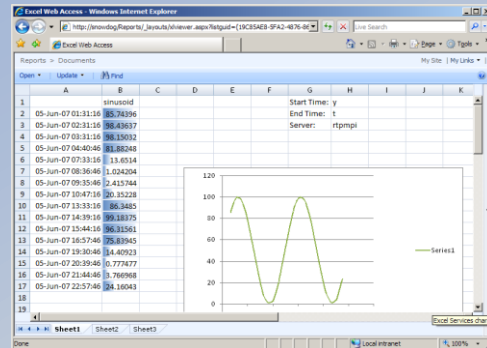 Excel Web Access - Windows Internet Explorer
http://snowdog/Reports/_layouts/xlviewer.aspx?listguid={19C85AEB-5FA2-4876-86
Live Search
Excel Web Access
Page Tools
Reports > Documents
My Site | My Links
Open Update Find
A B C D E F G H I J K
1 sinusoid Start Time: y
2 05-Jun-07 01:31:16 85.74396 End Time: t
3 05-Jun-07 02:31:16 98.43637 Server: rtpmpi
4 05-Jun-07 03:31:16 98.15032
5 05-Jun-07 04:40:46 81.88248
6 05-Jun-07 07:33:16 13.6514
7 05-Jun-07 08:36:46 1.024204
8 05-Jun-07 09:35:46 2.415744
9 05-Jun-07 10:47:16 20.35228
10 05-Jun-07 13:33:16 86.3485
11 05-Jun-07 14:39:16 99.18375
12 05-Jun-07 15:44:16 96.31561
13 05-Jun-07 16:57:46 75.83945
14 05-Jun-07 19:30:46 14.40923
15 05-Jun-07 20:39:46 0.777477
16 05-Jun-07 21:44:46 3.766968
17 05-Jun-07 22:57:46 24.16043
18
19
120
100
80
60
40
20
0
Series1
Excel Services char
Sheet1 Sheet2 Sheet3
Done
Local intranet
100%